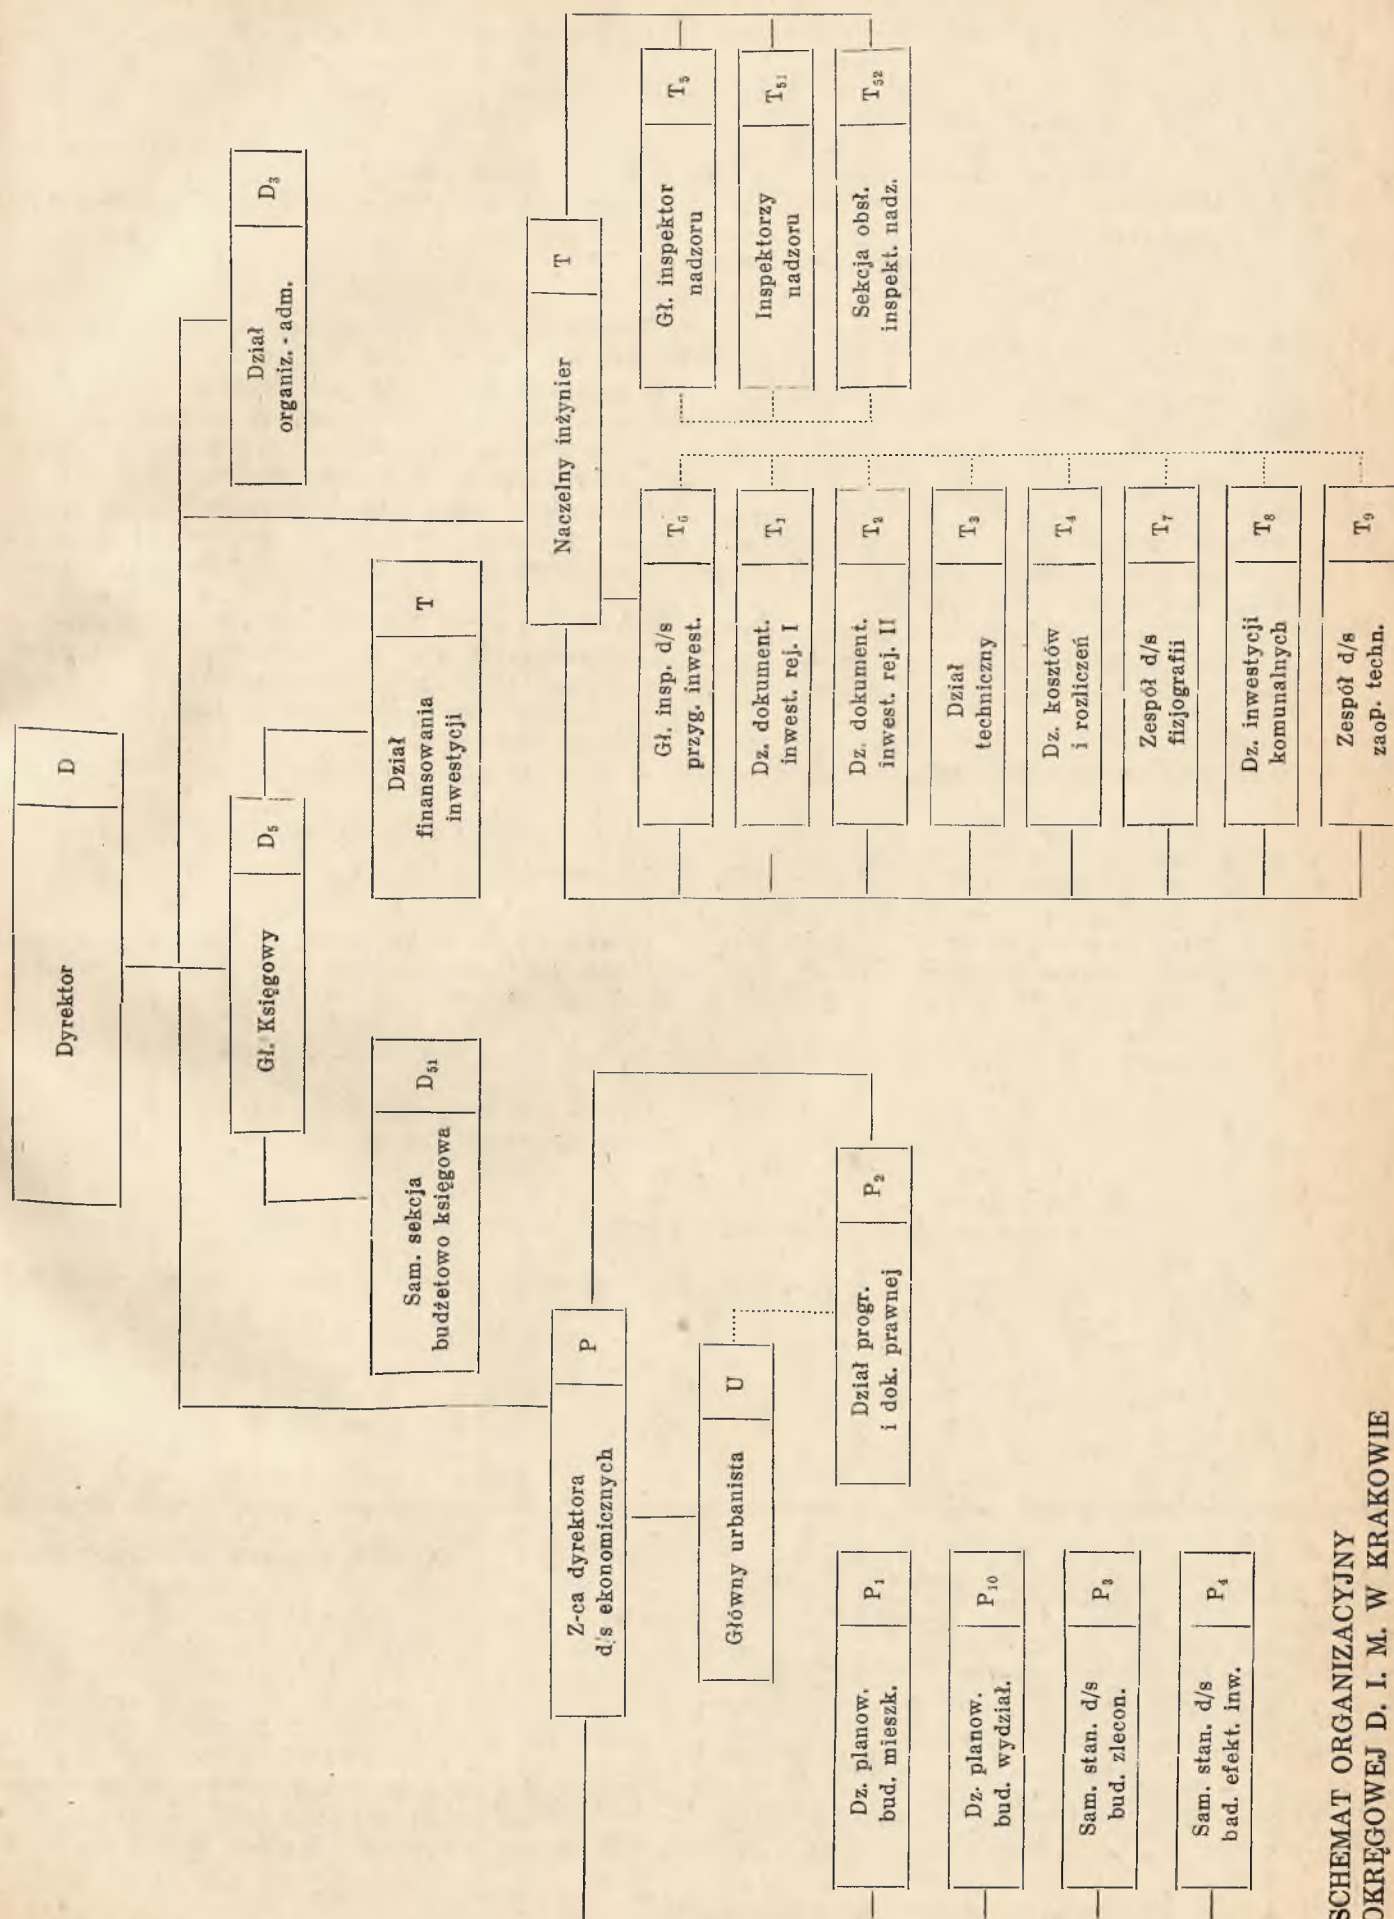 Dyrektor
D
Gł. Księgowy
D5
Dział
organiz. - adm.
D3
Sam. sekcja
budżetowo księgowa
D51
Dział
finansowania
inwestycji
T
Z-ca dyrektora
d/s ekonomicznych
P
Naczelny inżynier
T
Główny urbanista
U
Dz. planow.
bud. mieszk.
P1
Dz. planow.
bud. wydział.
P10
Sam. stan. d/s
bud. zlecon.
P3
Sam. stan. d/s
bad. efekt. inw.
P4
Dział progr.
i dok. prawnej
P2
Gł. insp. d/s
przyg. inwest.
T6
Dz. dokument.
inwest. rej. I
T1
Dz. dokument.
inwest. rej. II
T2
Dział
techniczny
T3
Dz. kosztów
i rozliczeń
T4
Zespół d/s
fizjografii
T7
Dz. inwestycji
komunalnych
T8
Zespół d/s
zaop. techn.
T9
Gł. inspektor
nadzoru
T5
Inspektorzy
nadzoru
T51
Sekcja obsł.
inspekt. nadz.
T52
SCHEMAT ORGANIZACYJNY
OKRĘGOWEJ D. I. M. W KRAKOWIE